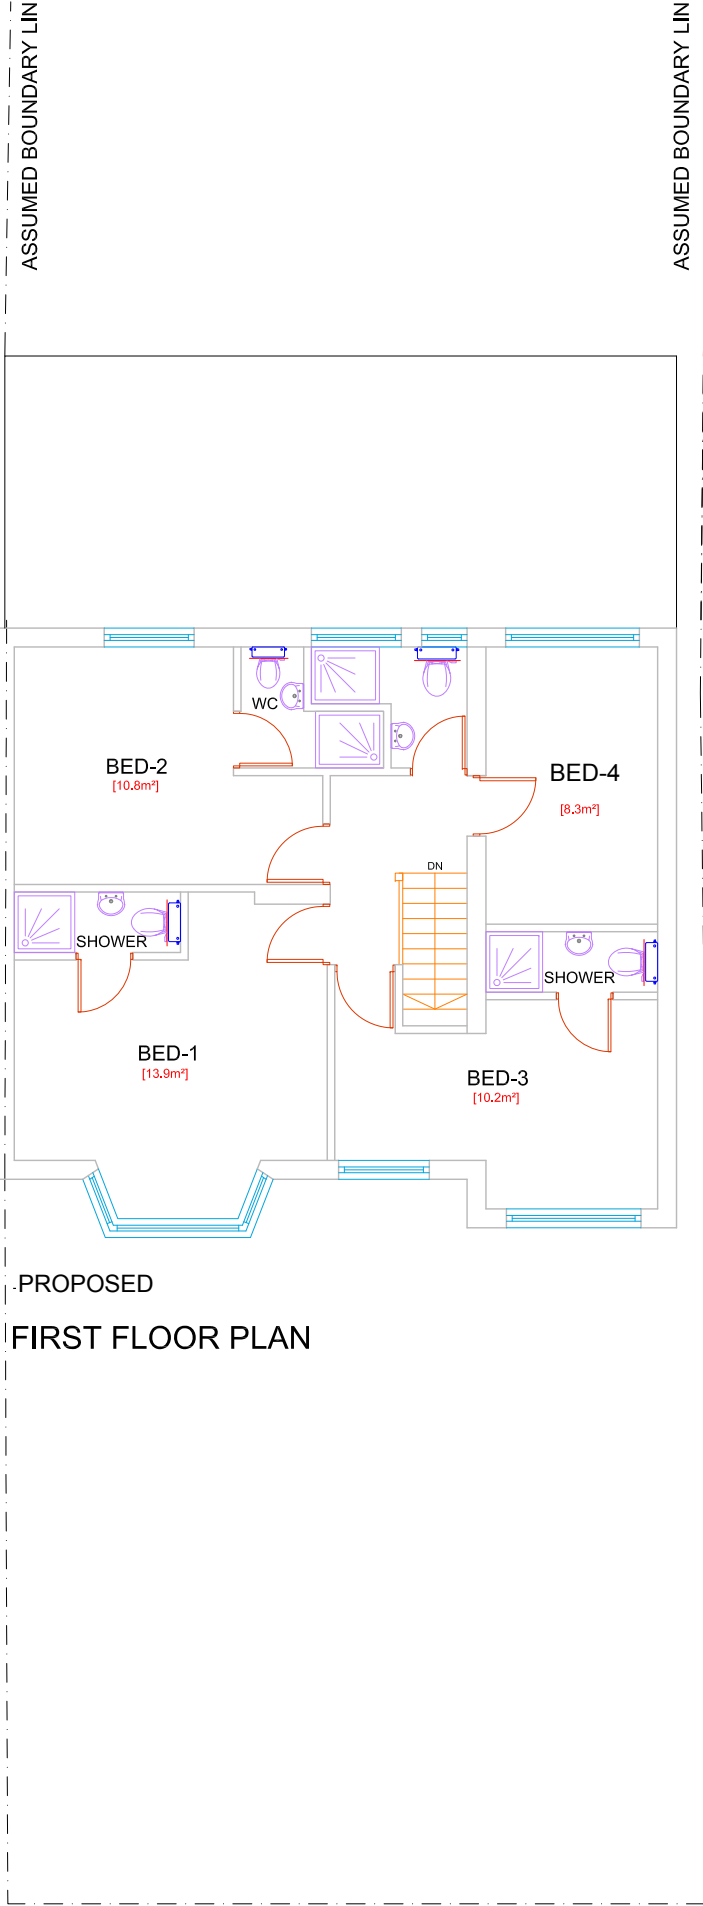 ASSUMED BOUNDARY LIN
ASSUMED BOUNDARY LIN
WC
BED-2
[10.8m²]
BED-4
[8.3m²]
DN
SHOWER
SHOWER
BED-1
[13.9m²]
BED-3
[10.2m²]
PROPOSED
FIRST FLOOR PLAN